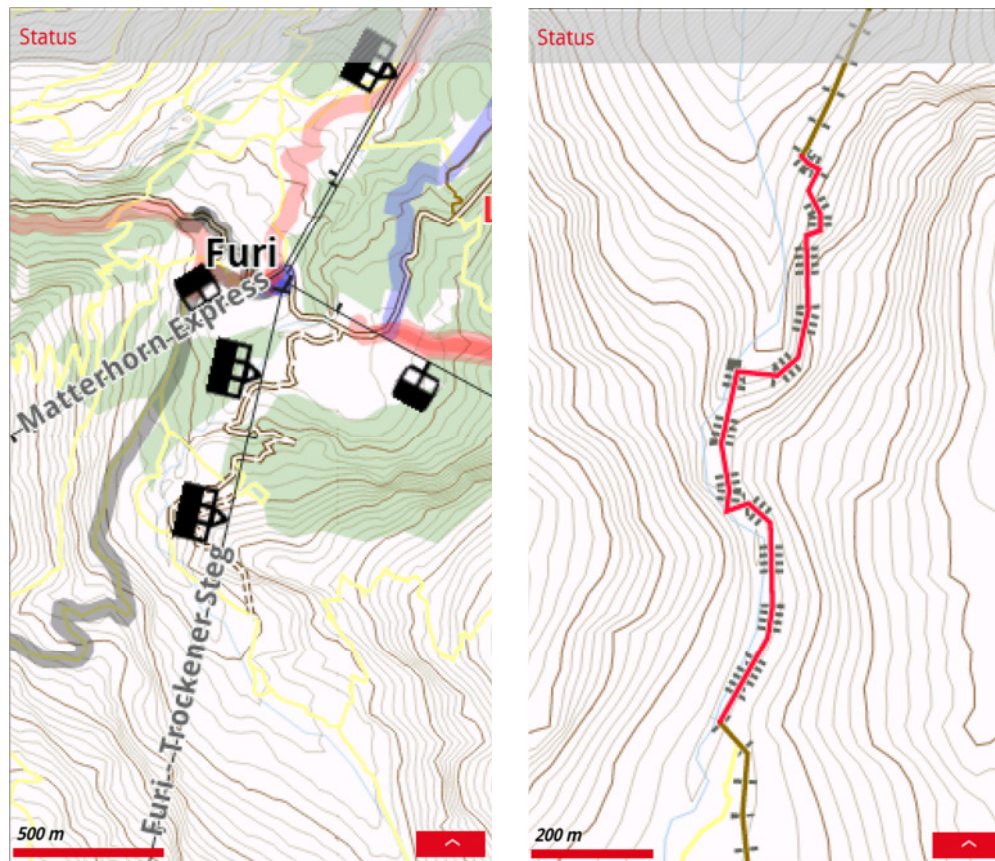 Status
Furi
Matterhorn Express
Furi - Trockener Steg
500 m
Status
200 m